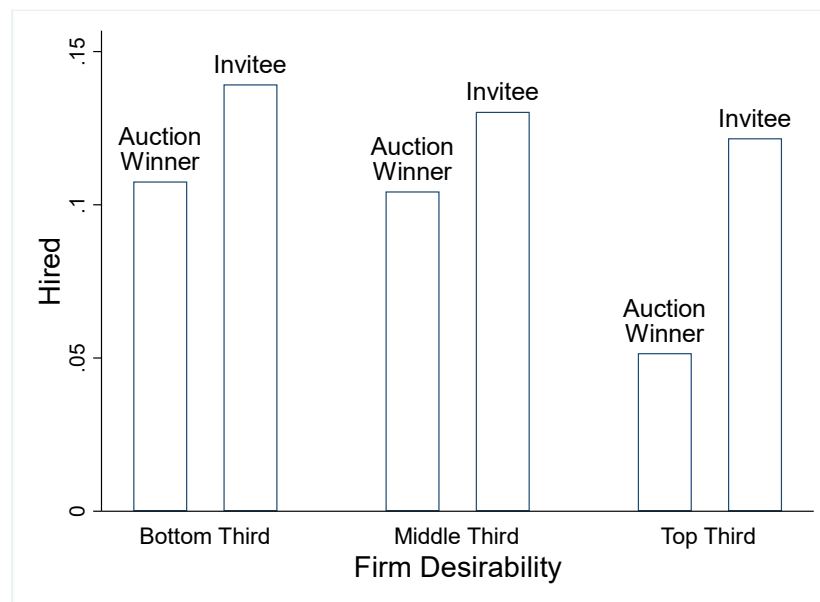 .15
.1
.05
0
Hired
Auction
Winner
Invitee
Auction
Winner
Invitee
Auction
Winner
Invitee
Bottom Third
Middle Third
Top Third
Firm Desirability